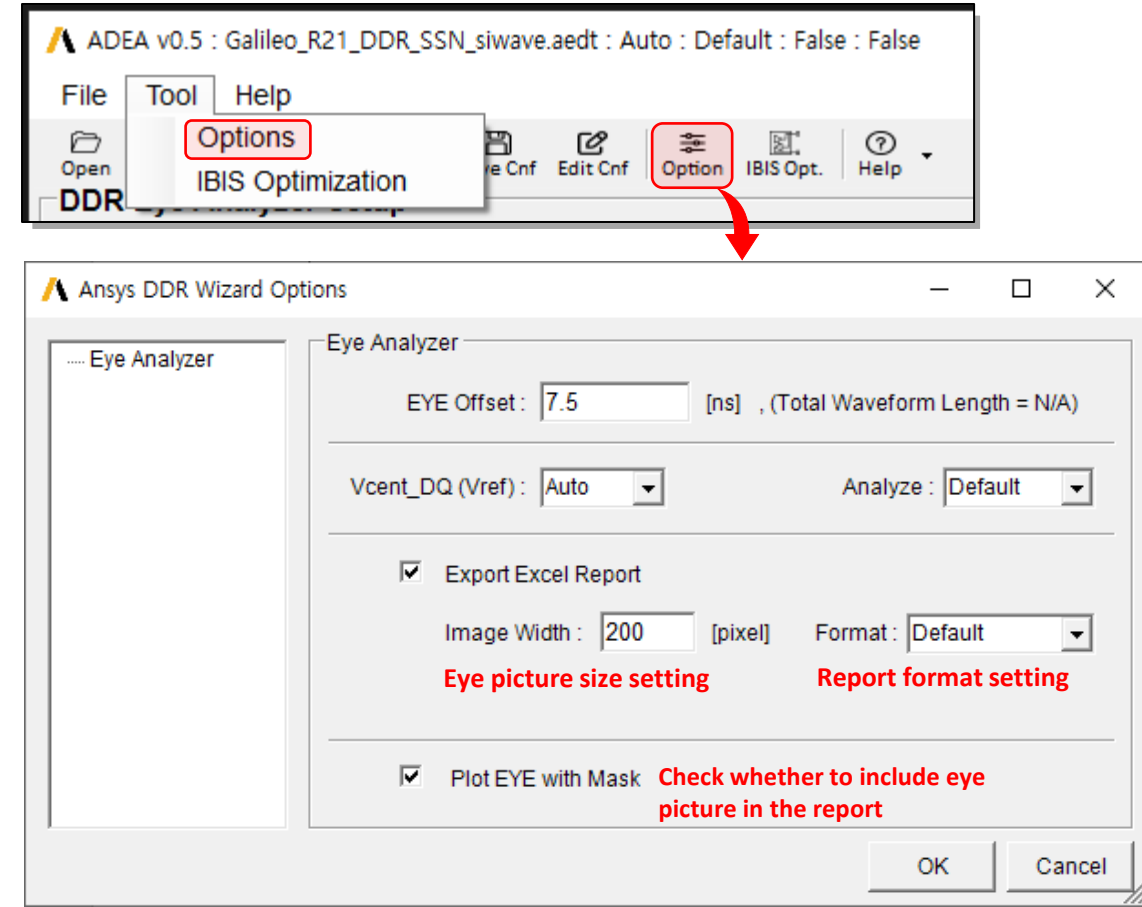 ADEA v0.5 : Galileo_R21_DDR_SSN_siwave.aedt : Auto : Default : False : False
File Tool Help
Options
IBIS Optimization
Open ve Cnf Edit Cnf Option IBIS Opt. Help
DDR Eye Analyzer Setup
Ansys DDR Wizard Options
Eye Analyzer
Eye Analyzer
EYE Offset : 7.5 [ns] , (Total Waveform Length = N/A)
Vcent_DQ (Vref) : Auto Analyze : Default
Export Excel Report
Image Width : 200 [pixel] Format : Default
Eye picture size setting Report format setting
Plot EYE with Mask Check whether to include eye
picture in the report
OK Cancel